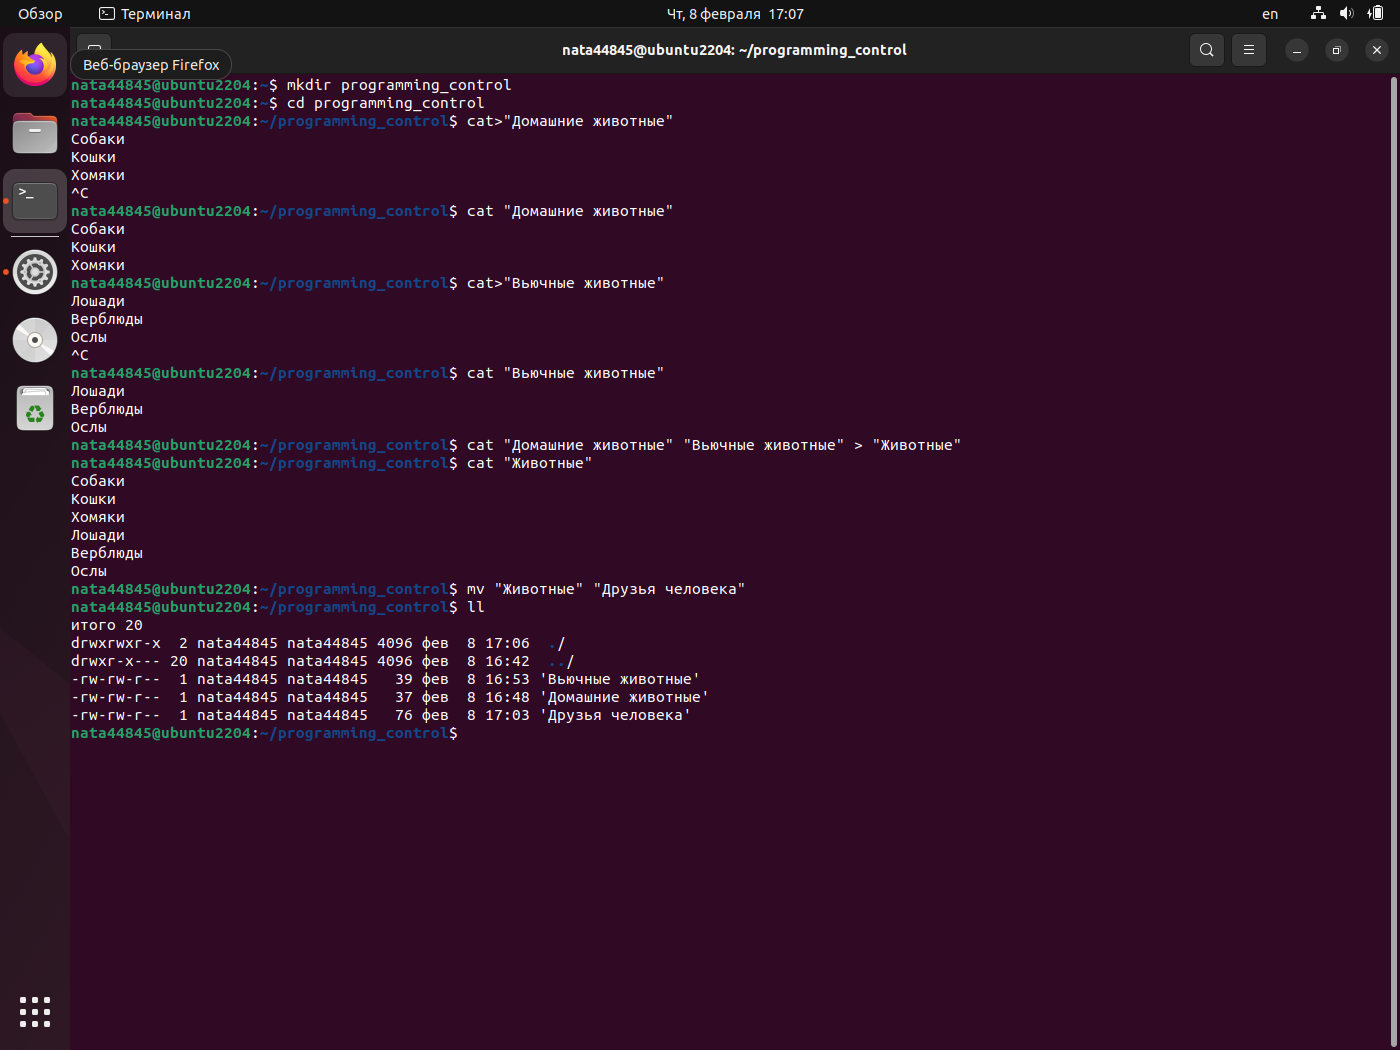 Обзор
Терминал
Чт, 8 февраля 17:07
en
nata44845@ubuntu2204: ~/programming_control
Веб-браузер Firefox
nata44845@ubuntu2204:~$ mkdir programming_control
nata44845@ubuntu2204:~$ cd programming_control
nata44845@ubuntu2204:~/programming_control$ cat>"Домашние животные"
Собаки
Кошки
Хомяки
^C
nata44845@ubuntu2204:~/programming_control$ cat "Домашние животные"
Собаки
Кошки
Хомяки
nata44845@ubuntu2204:~/programming_control$ cat>"Вьючные животные"
Лошади
Верблюды
Ослы
^C
nata44845@ubuntu2204:~/programming_control$ cat "Вьючные животные"
Лошади
Верблюды
Ослы
nata44845@ubuntu2204:~/programming_control$ cat "Домашние животные" "Вьючные животные" > "Животные"
nata44845@ubuntu2204:~/programming_control$ cat "Животные"
Собаки
Кошки
Хомяки
Лошади
Верблюды
Ослы
nata44845@ubuntu2204:~/programming_control$ mv "Животные" "Друзья человека"
nata44845@ubuntu2204:~/programming_control$ ll
итого 20
drwxrwxr-x  2 nata44845 nata44845 4096 фев  8 17:06  ./
drwxr-x--- 20 nata44845 nata44845 4096 фев  8 16:42  ../
-rw-rw-r--  1 nata44845 nata44845   39 фев  8 16:53 'Вьючные животные'
-rw-rw-r--  1 nata44845 nata44845   37 фев  8 16:48 'Домашние животные'
-rw-rw-r--  1 nata44845 nata44845   76 фев  8 17:03 'Друзья человека'
nata44845@ubuntu2204:~/programming_control$